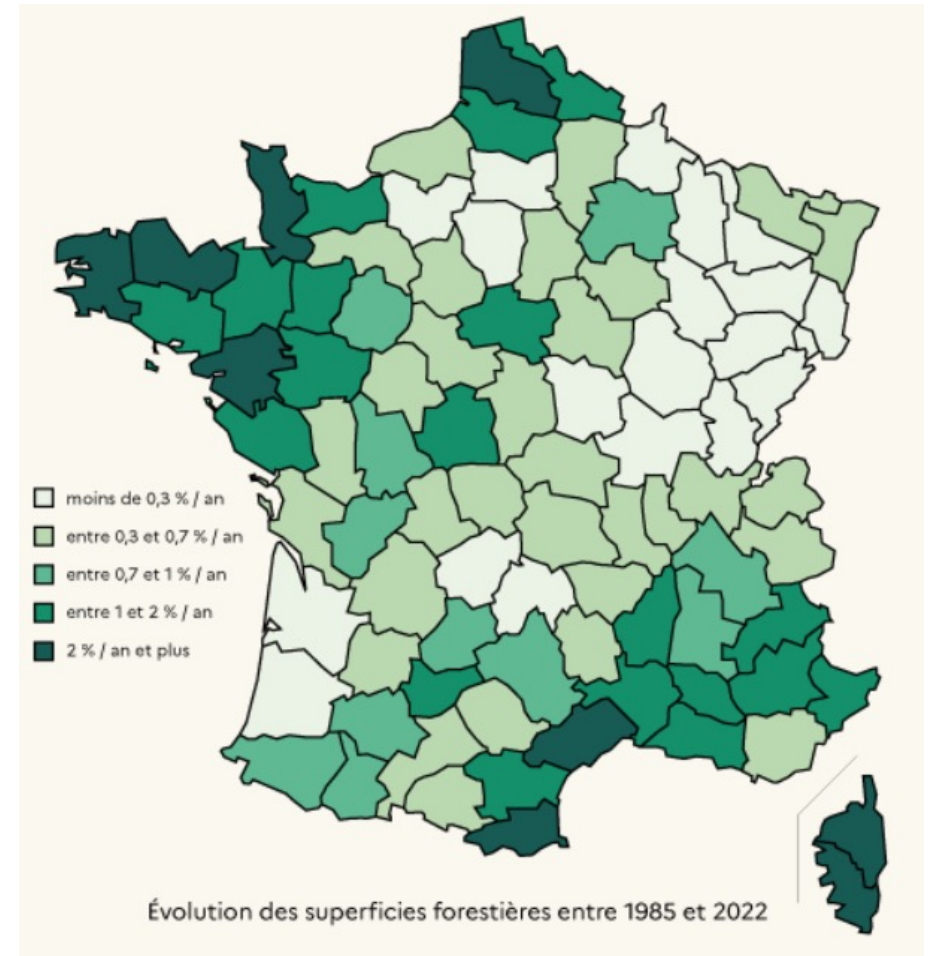 moins de 0,3 % / an
entre 0,3 et 0,7 % / an
entre 0,7 et 1 % / an
entre 1 et 2 % / an
2 % / an et plus
Évolution des superficies forestières entre 1985 et 2022